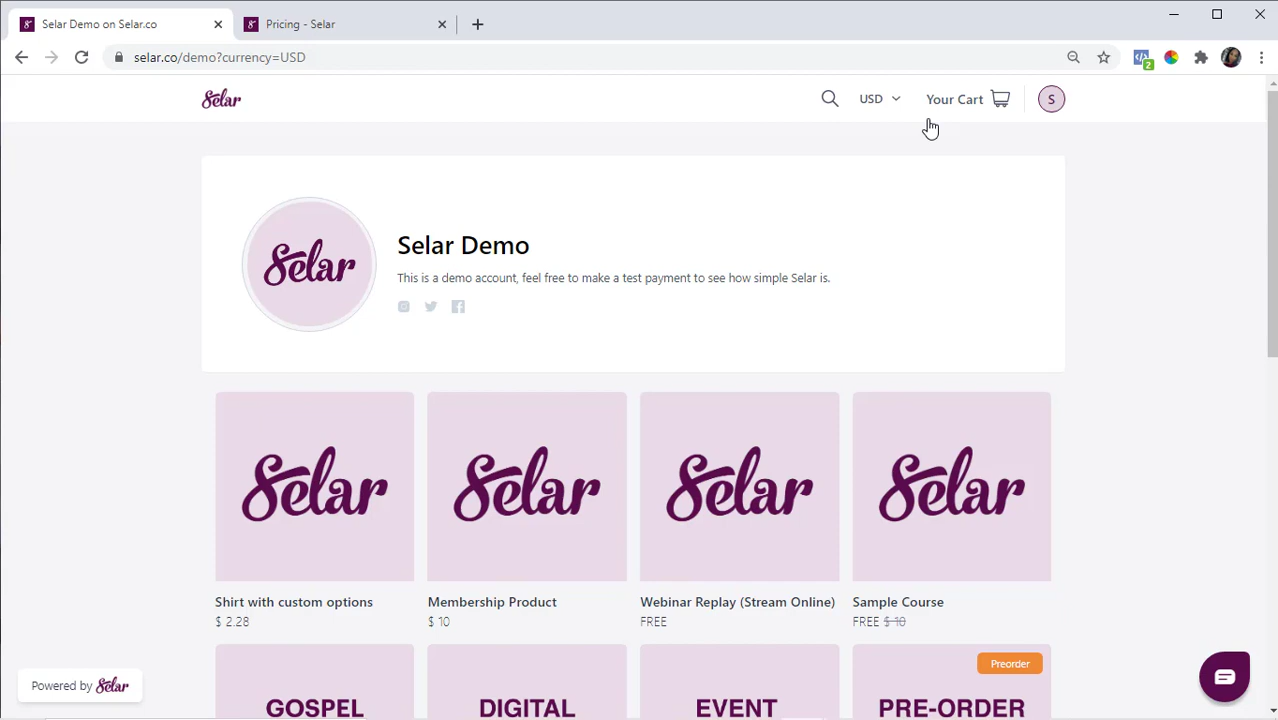 Selar Demo on Selar.co
Pricing - Selar
selar.co/demo?currency=USD
2
Selar
USD
Your Cart
S
Selar
Selar Demo
This is a demo account, feel free to make a test payment to see how simple Selar is.
Selar Selar Selar Selar
Shirt with custom options Membership Product Webinar Replay (Stream Online) Sample Course
$ 2.28 $ 10 FREE FREE $ 10
Preorder
GOSPEL DIGITAL EVENT PRE-ORDER
Powered by Selar